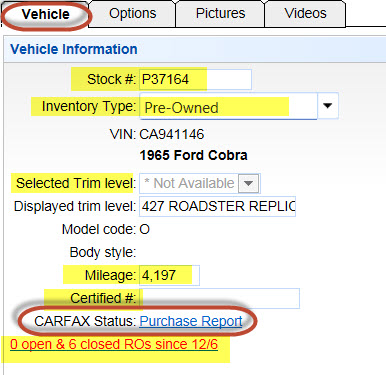 Vehicle Options Pictures Videos
Vehicle Information
Stock #: P37164
Inventory Type: Pre-Owned
VIN: CA941146
1965 Ford Cobra
Selected Trim level: * Not Available
Displayed trim level: 427 ROADSTER REPLIC
Model code: O
Body style:
Mileage: 4,197
Certified #:
CARFAX Status: Purchase Report
0 open & 6 closed ROs since 12/6